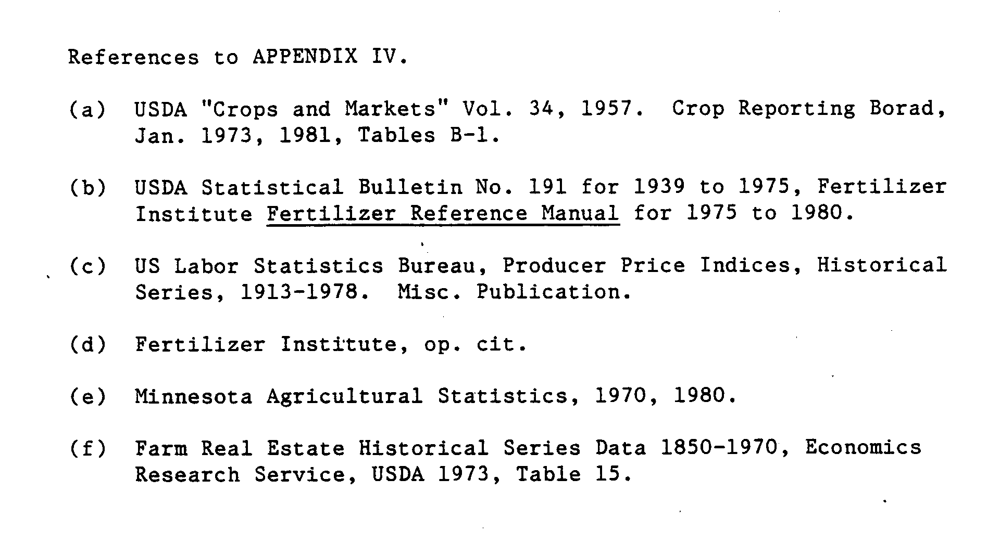 References to APPENDIX IV.
(a) USDA "Crops and Markets" Vol. 34, 1957. Crop Reporting Borad,
Jan. 1973, 1981, Tables B-1.
(b) USDA Statistical Bulletin No. 191 for 1939 to 1975, Fertilizer
Institute Fertilizer Reference Manual for 1975 to 1980.
(c) US Labor Statistics Bureau, Producer Price Indices, Historical
Series, 1913-1978. Misc. Publication.
(d) Fertilizer Institute, op. cit.
(e) Minnesota Agricultural Statistics, 1970, 1980.
(f) Farm Real Estate Historical Series Data 1850-1970, Economics
Research Service, USDA 1973, Table 15.